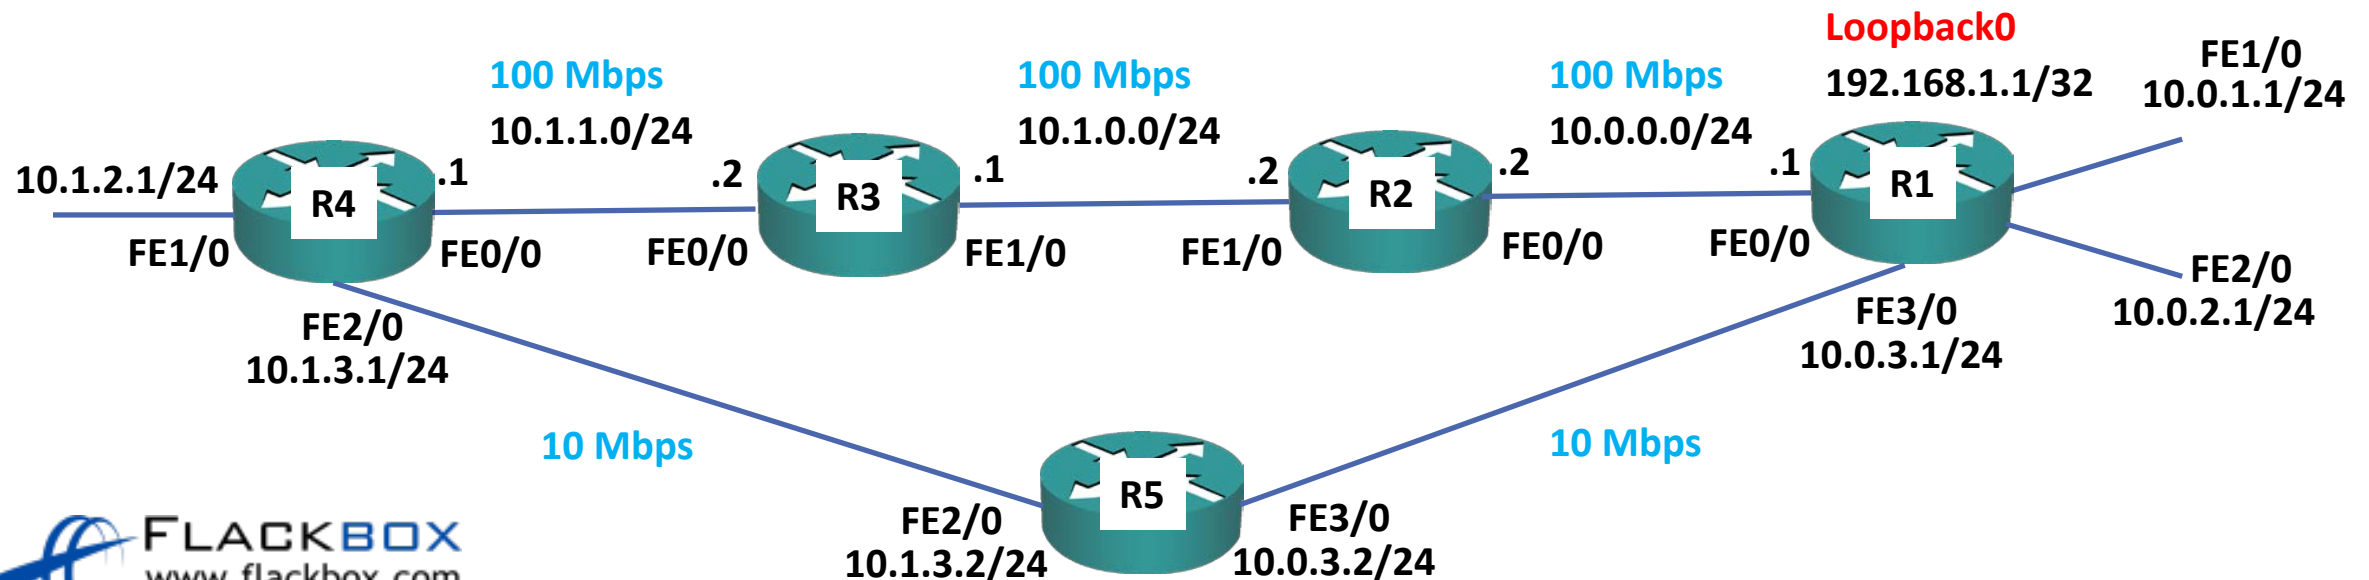 Loopback0
192.168.1.1/32
FE1/0
10.0.1.1/24
100 Mbps
10.1.1.0/24
100 Mbps
10.1.0.0/24
100 Mbps
10.0.0.0/24
10.1.2.1/24
FE1/0
R4
.1
FE0/0
.2
FE0/0
R3
.1
FE1/0
.2
FE1/0
R2
.2
FE0/0
.1
FE0/0
R1
FE2/0
10.0.2.1/24
FE2/0
10.1.3.1/24
FE3/0
10.0.3.1/24
10 Mbps
10 Mbps
R5
FE2/0
10.1.3.2/24
FE3/0
10.0.3.2/24
FLACKBOX
www.flackbox.com